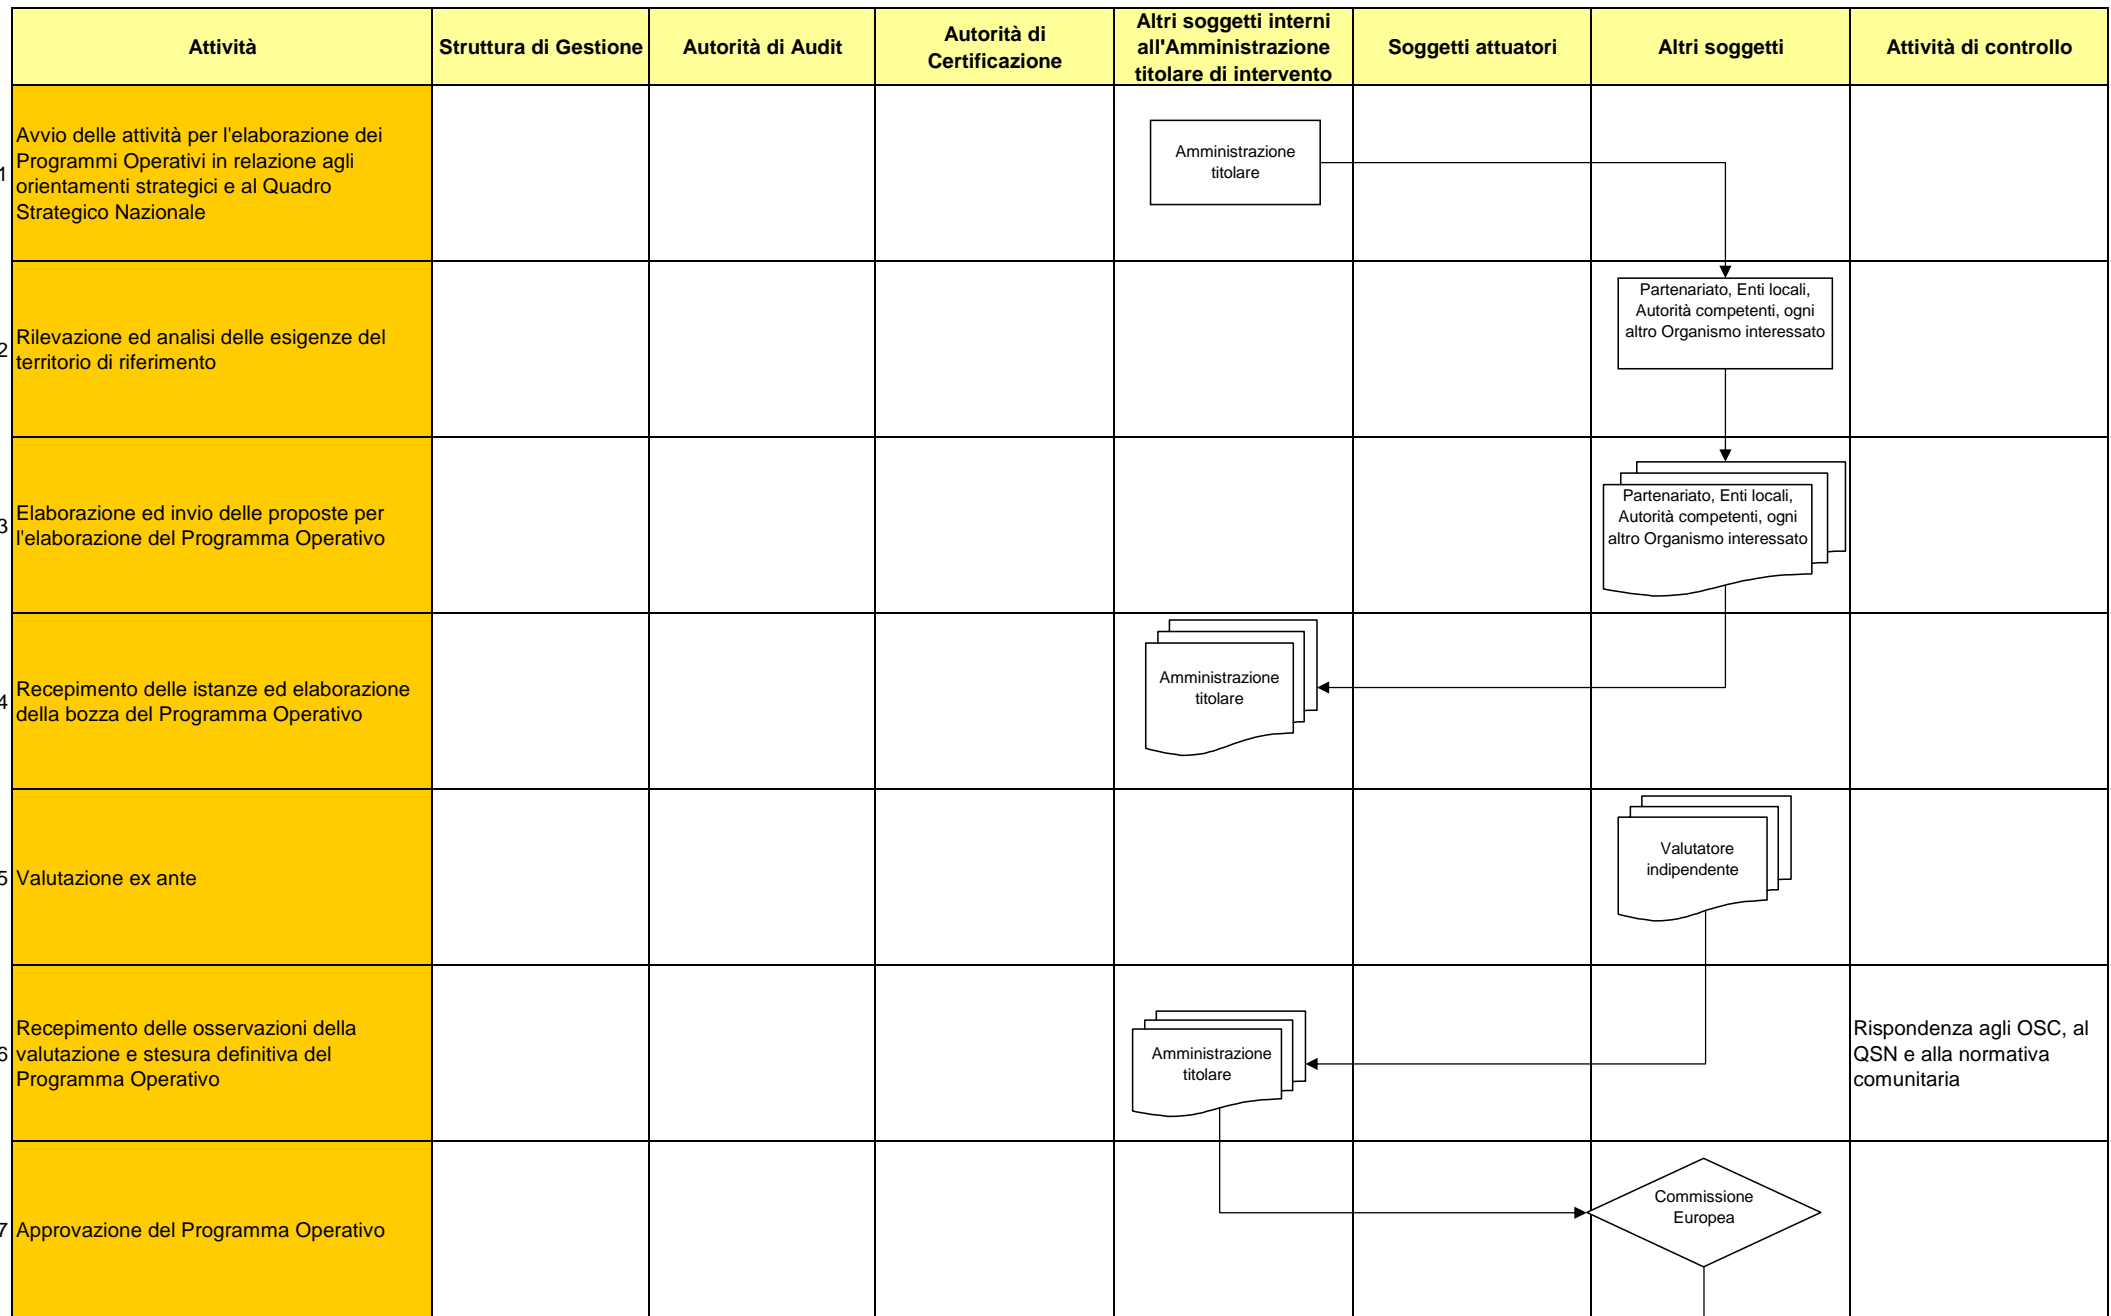 Attività
Struttura di Gestione
Autorità di Audit
Autorità di
Certificazione
Altri soggetti interni
all'Amministrazione
titolare di intervento
Soggetti attuatori
Altri soggetti
Attività di controllo
1
Avvio delle attività per l'elaborazione dei
Programmi Operativi in relazione agli
orientamenti strategici e al Quadro
Strategico Nazionale
Amministrazione
titolare
2
Rilevazione ed analisi delle esigenze del
territorio di riferimento
Partenariato, Enti locali,
Autorità competenti, ogni
altro Organismo interessato
3
Elaborazione ed invio delle proposte per
l'elaborazione del Programma Operativo
Partenariato, Enti locali,
Autorità competenti, ogni
altro Organismo interessato
4
Recepimento delle istanze ed elaborazione
della bozza del Programma Operativo
Amministrazione
titolare
5
Valutazione ex ante
Valutatore
indipendente
6
Recepimento delle osservazioni della
valutazione e stesura definitiva del
Programma Operativo
Amministrazione
titolare
Rispondenza agli OSC, al
QSN e alla normativa
comunitaria
7
Approvazione del Programma Operativo
Commissione
Europea